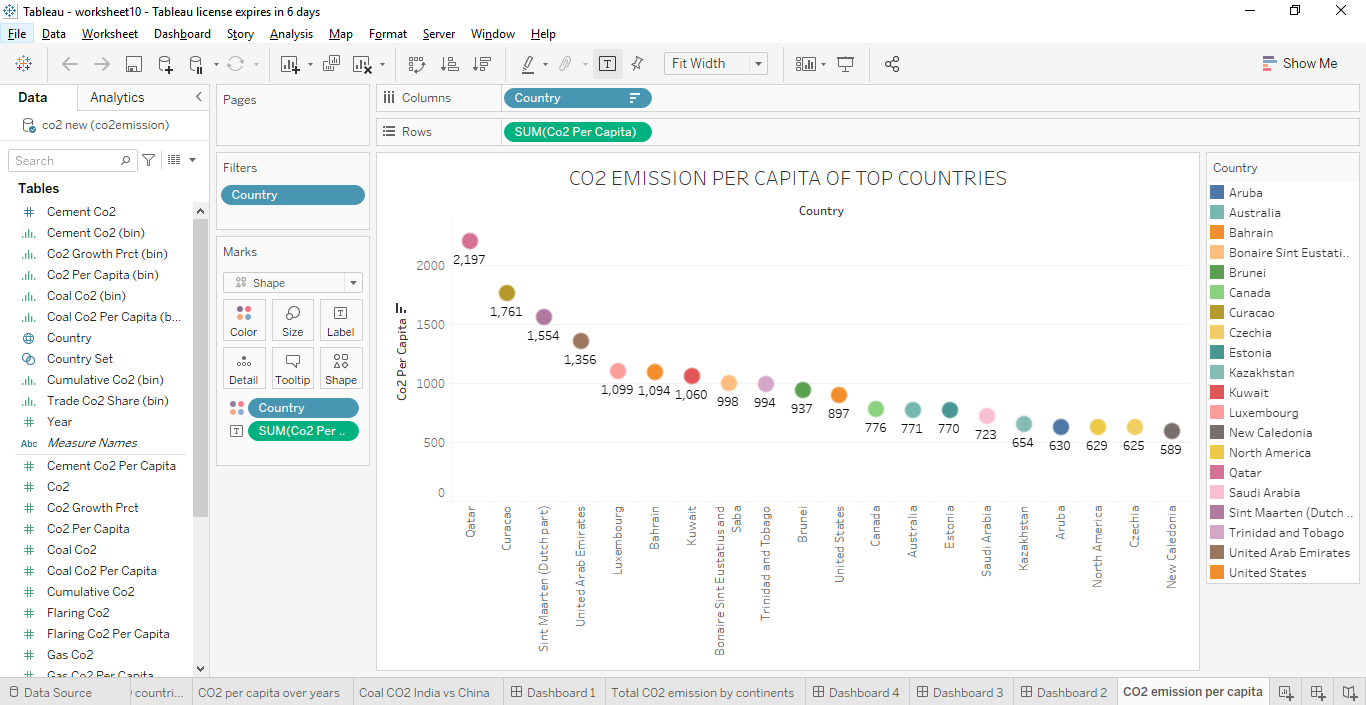 Tableau - worksheet10 - Tableau license expires in 6 days
File Data Worksheet Dashboard Story Analysis Map Format Server Window Help
Fit Width
Show Me
Data Analytics
co2 new (co2emission)
Search
Tables
Cement Co2
Cement Co2 (bin)
Co2 Growth Prct (bin)
Co2 Per Capita (bin)
Coal Co2 (bin)
Coal Co2 Per Capita (b...
Country
Country Set
Cumulative Co2 (bin)
Trade Co2 Share (bin)
Year
Abc Measure Names
Cement Co2 Per Capita
Co2
Co2 Growth Prct
Co2 Per Capita
Coal Co2
Coal Co2 Per Capita
Cumulative Co2
Flaring Co2
Flaring Co2 Per Capita
Gas Co2
Gas Co2 Per Capita
Pages
Filters
Country
Marks
Shape
Color Size Label
Detail Tooltip Shape
Country
SUM(Co2 Per ..
Columns Country
Rows SUM(Co2 Per Capita)
CO2 EMISSION PER CAPITA OF TOP COUNTRIES
Country
Co2 Per Capita
2000
1500
1000
500
0
2,197
1,761
1,554
1,356
1,099
1,094
1,060
998
994
937
897
776
771
770
723
654
630
629
625
589
Qatar
Curacao
Sint Maarten (Dutch part)
United Arab Emirates
Luxembourg
Bahrain
Kuwait
Bonaire Sint Eustatius and
Saba
Trinidad and Tobago
Brunei
United States
Canada
Australia
Estonia
Saudi Arabia
Kazakhstan
Aruba
North America
Czechia
New Caledonia
Country
Aruba
Australia
Bahrain
Bonaire Sint Eustati..
Brunei
Canada
Curacao
Czechia
Estonia
Kazakhstan
Kuwait
Luxembourg
New Caledonia
North America
Qatar
Saudi Arabia
Sint Maarten (Dutch ..
Trinidad and Tobago
United Arab Emirates
United States
Data Source countri... CO2 per capita over years Coal CO2 India vs China Dashboard 1 Total CO2 emission by continents Dashboard 4 Dashboard 3 Dashboard 2 CO2 emission per capita